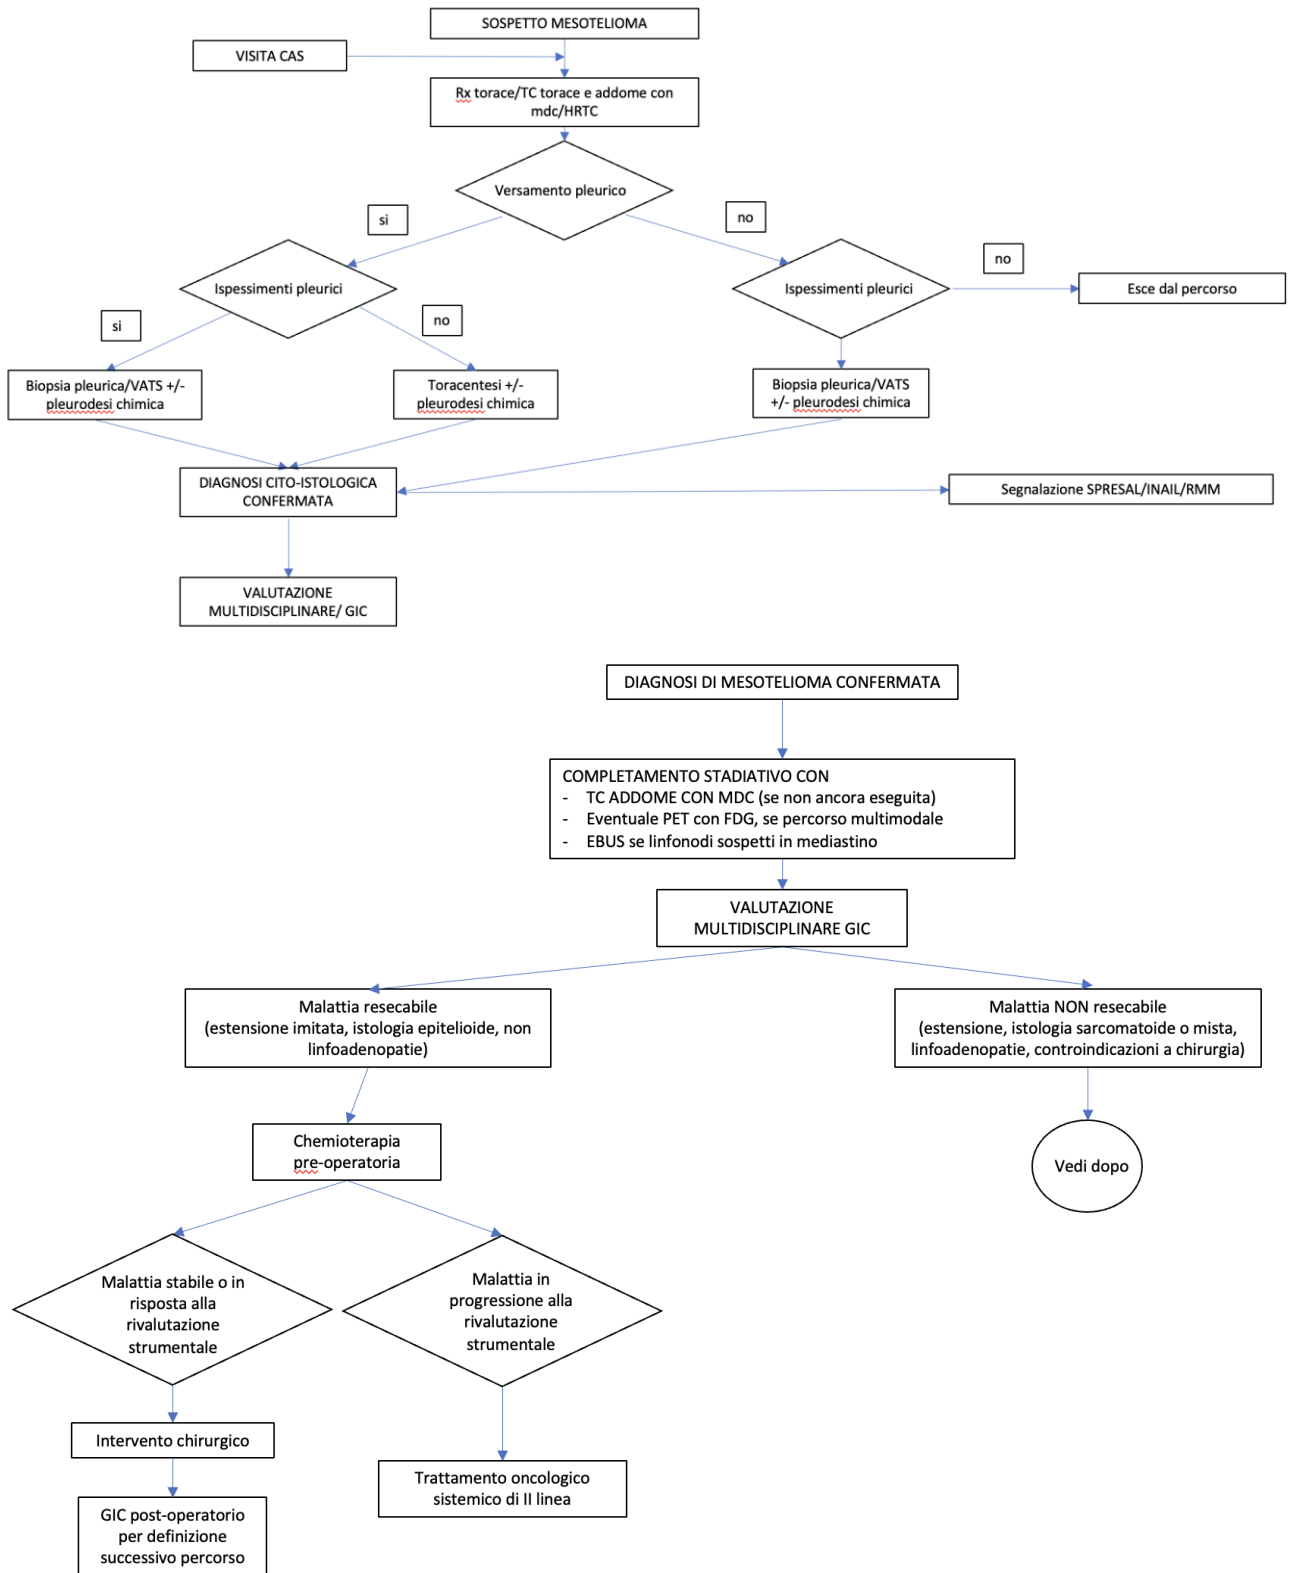 SOSPETTO MESOTELIOMA
VISITA CAS
Rx torace/TC torace e addome con
mdc/HRTC
Versamento pleurico
si
no
Ispessimenti pleurici
Ispessimenti pleurici
no
Esce dal percorso
si
no
Biopsia pleurica/VATS +/-
pleurodesi chimica
Toracentesi +/-
pleurodesi chimica
Biopsia pleurica/VATS
+/- pleurodesi chimica
DIAGNOSI CITO-ISTOLOGICA
CONFERMATA
Segnalazione SPRESAL/INAIL/RMM
VALUTAZIONE
MULTIDISCIPLINARE/ GIC
DIAGNOSI DI MESOTELIOMA CONFERMATA
COMPLETAMENTO STADIATIVO CON
- TC ADDOME CON MDC (se non ancora eseguita)
- Eventuale PET con FDG, se percorso multimodale
- EBUS se linfonodi sospetti in mediastino
VALUTAZIONE
MULTIDISCIPLINARE GIC
Malattia resecabile
(estensione imitata, istologia epitelioide, non
linfoadenopatie)
Malattia NON resecabile
(estensione, istologia sarcomatoide o mista,
linfoadenopatie, controindicazioni a chirurgia)
Chemioterapia
pre-operatoria
Vedi dopo
Malattia stabile o in
risposta alla
rivalutazione
strumentale
Malattia in
progressione alla
rivalutazione
strumentale
Intervento chirurgico
Trattamento oncologico
sistemico di II linea
GIC post-operatorio
per definizione
successivo percorso